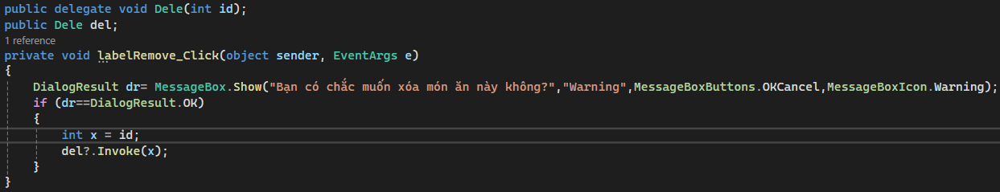 public delegate void Dele(int id);
public Dele del;
1 reference
private void labelRemove_Click(object sender, EventArgs e)
{
DialogResult dr= MessageBox.Show("Bạn có chắc muốn xóa món ăn này không?","Warning",MessageBoxButtons.OKCancel,MessageBoxIcon.Warning);
if (dr==DialogResult.OK)
{
int x = id;
del?.Invoke(x);
}
}